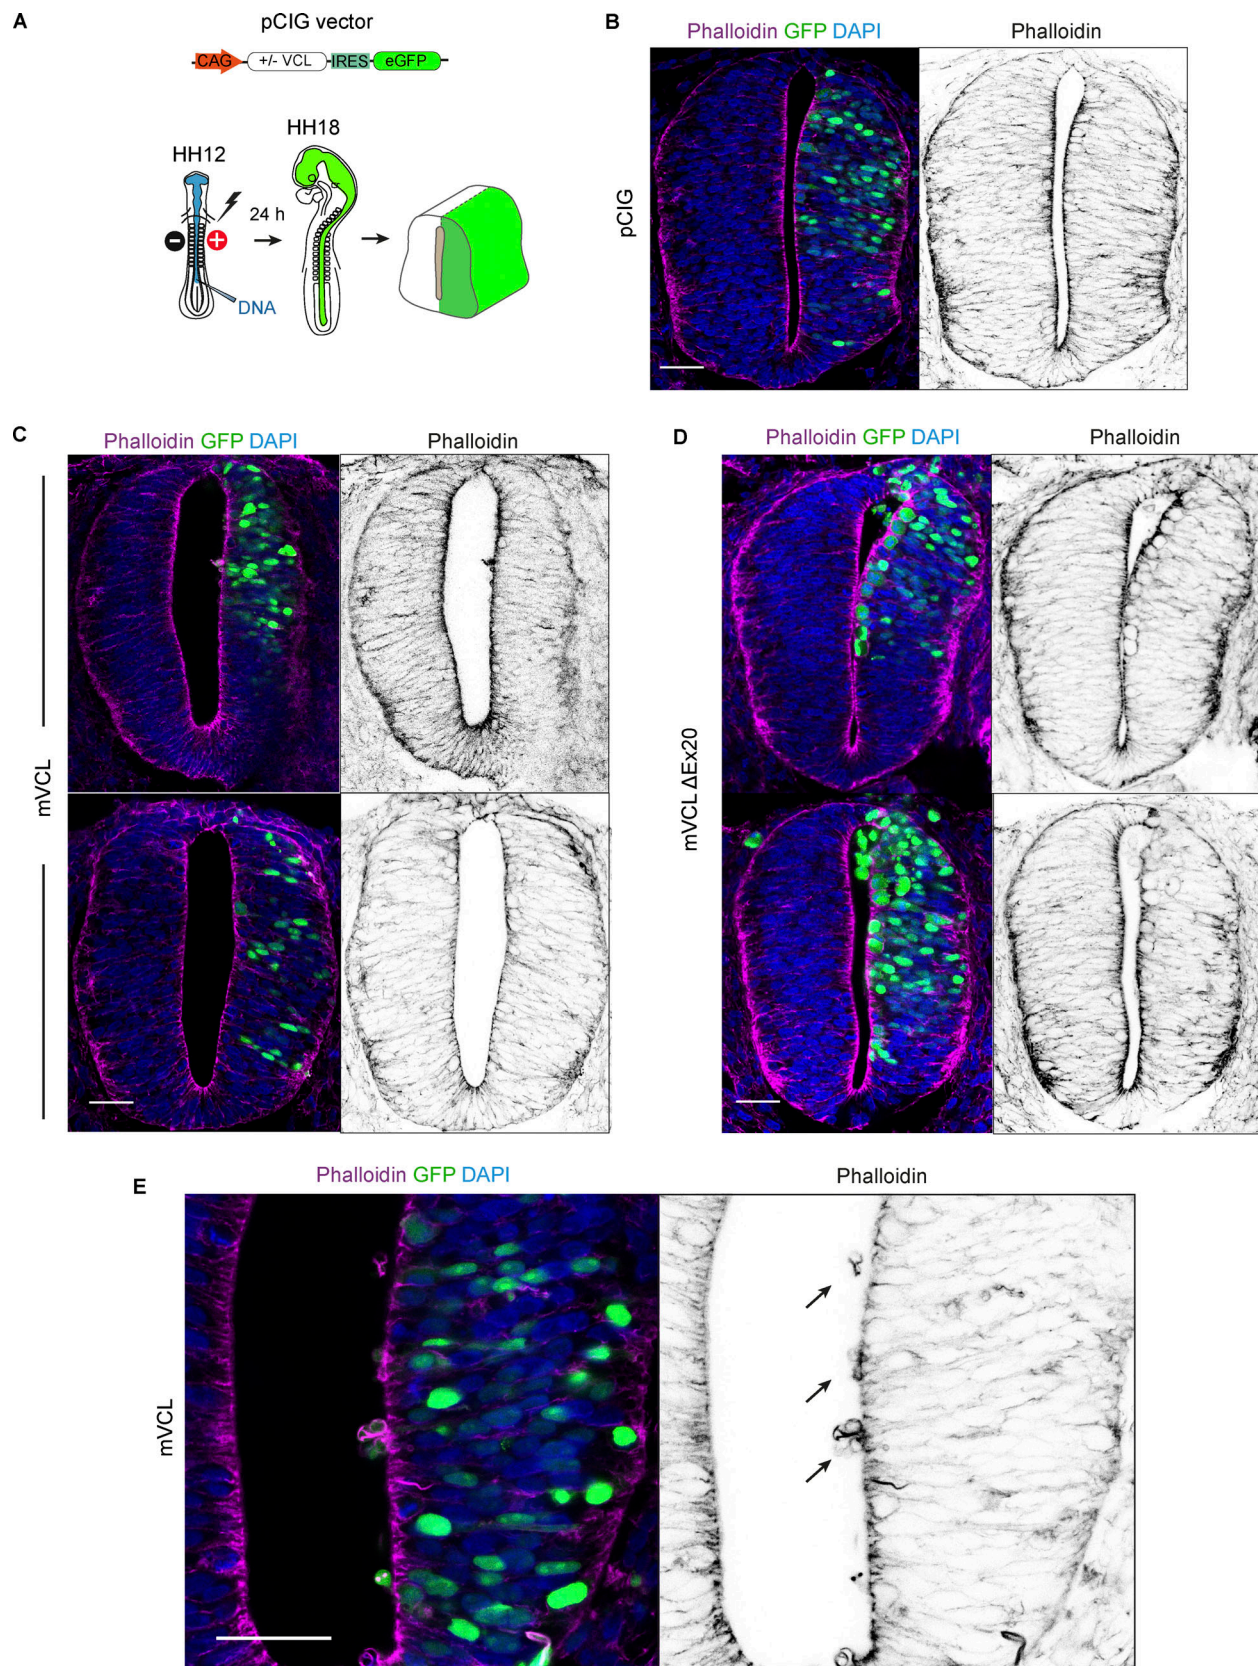 A
pCIG vector
CAG +/- VCL IRES eGFP
HH12
HH18
24 h
DNA
B
Phalloidin GFP DAPI
Phalloidin
pCIG
C
Phalloidin GFP DAPI
Phalloidin
mVCL
D
Phalloidin GFP DAPI
Phalloidin
mVCL ΔEx20
E
Phalloidin GFP DAPI
Phalloidin
mVCL